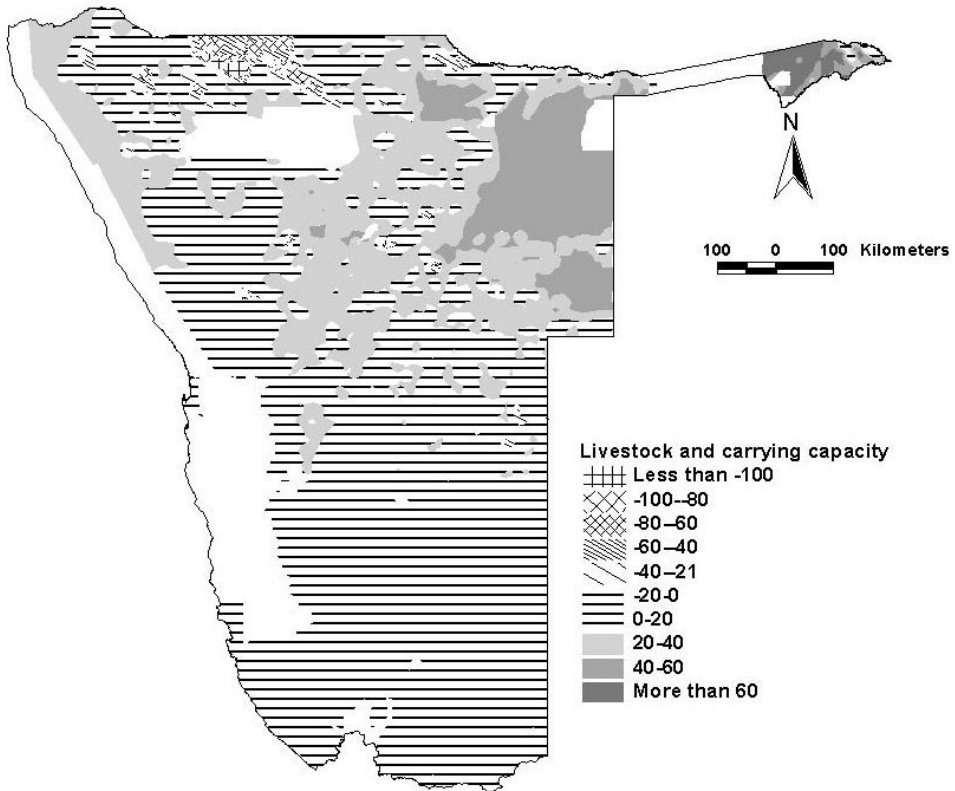 N
100 0 100 Kilometers
Livestock and carrying capacity
Less than -100
-100--80
-80--60
-60--40
-40--21
-20-0
0-20
20-40
40-60
More than 60